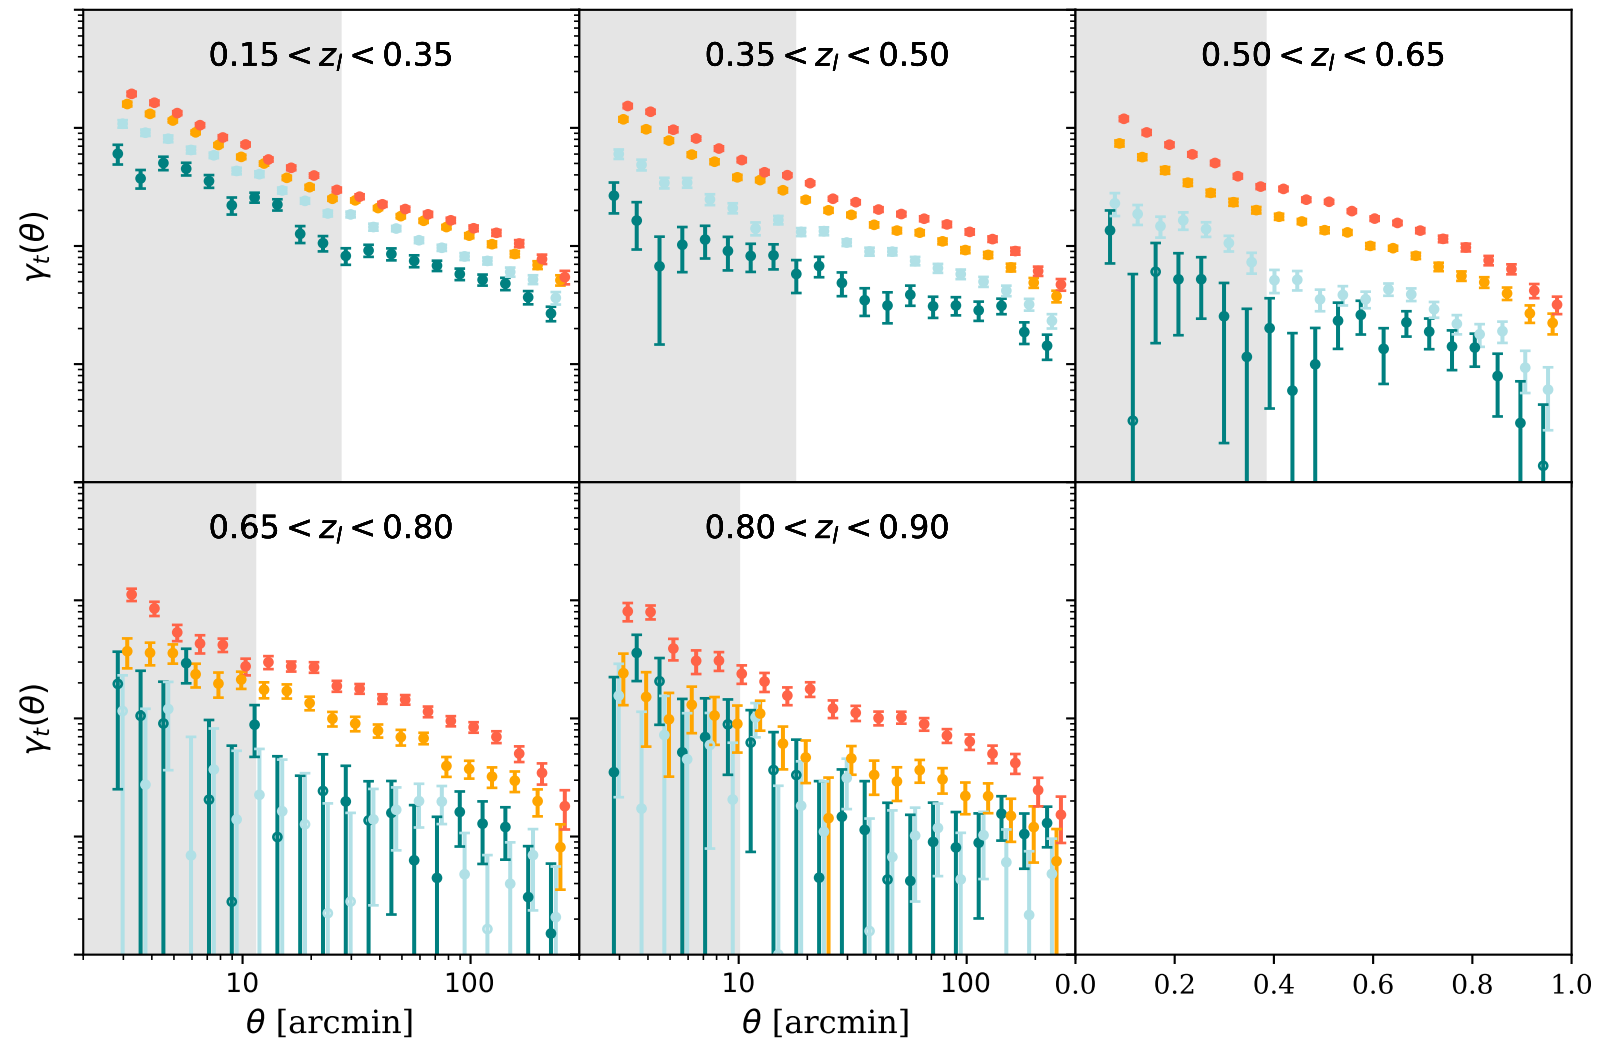 0.15 < z_l < 0.35
0.35 < z_l < 0.50
0.50 < z_l < 0.65
γ_t(θ)
0.65 < z_l < 0.80
0.80 < z_l < 0.90
γ_t(θ)
10 100 10 100 0.0 0.2 0.4 0.6 0.8 1.0
θ [arcmin] θ [arcmin]